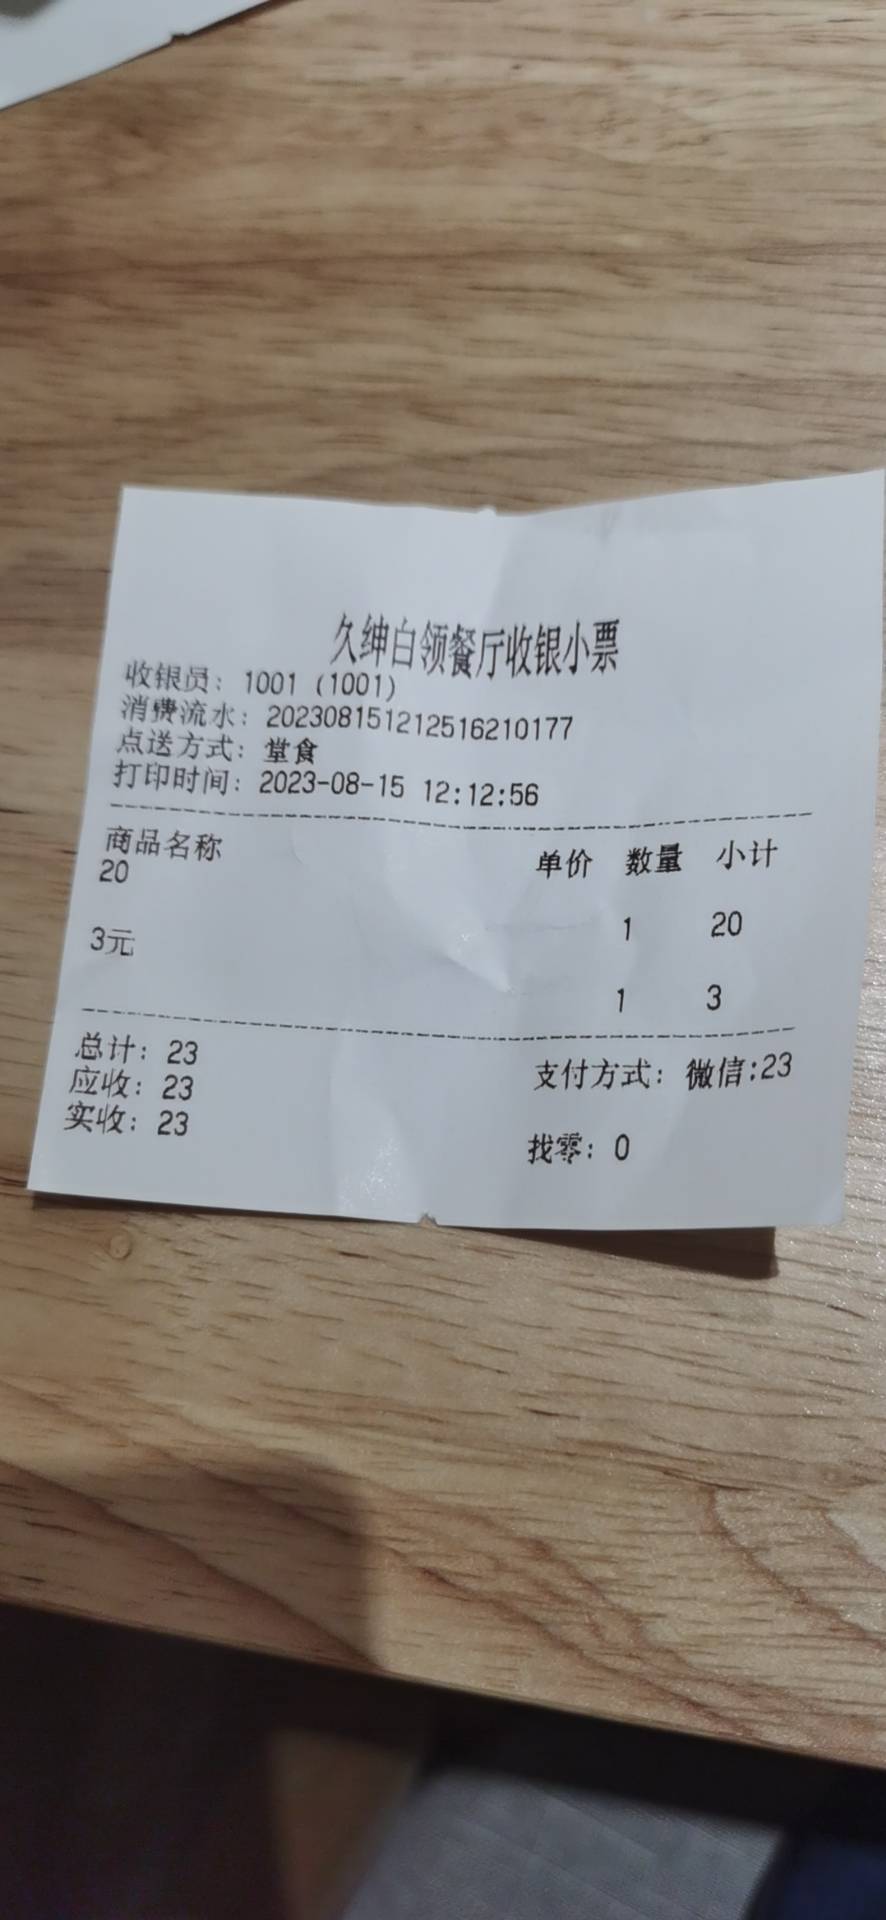 久绅白领餐厅收银小票
收银员: 1001 (1001)
消费流水: 202308151212516210177
点送方式: 堂食
打印时间: 2023-08-15 12:12:56
商品名称 单价 数量 小计
20
1 20
3元
1 3
总计: 23 支付方式: 微信:23
应收: 23
实收: 23 找零: 0